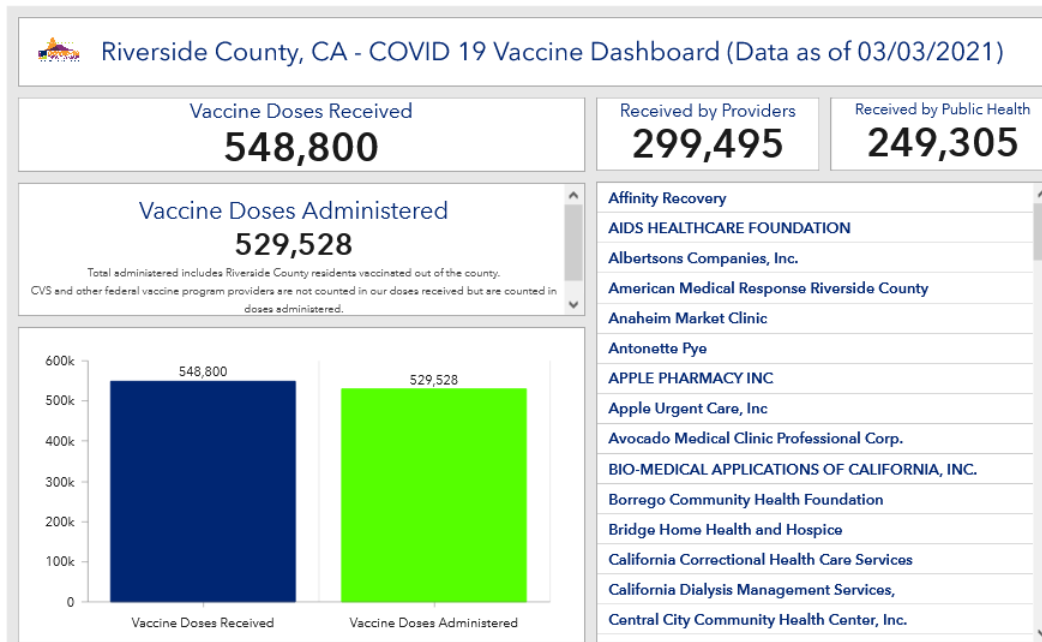 Riverside County, CA - COVID 19 Vaccine Dashboard (Data as of 03/03/2021)
Vaccine Doses Received
548,800
Received by Providers
299,495
Received by Public Health
249,305
Vaccine Doses Administered
529,528
Total administered includes Riverside County residents vaccinated out of the county.
CVS and other federal vaccine program providers are not counted in our doses received but are counted in
doses administered.
600k
500k
400k
300k
200k
100k
0
548,800
529,528
Vaccine Doses Received
Vaccine Doses Administered
Affinity Recovery
AIDS HEALTHCARE FOUNDATION
Albertsons Companies, Inc.
American Medical Response Riverside County
Anaheim Market Clinic
Antonette Pye
APPLE PHARMACY INC
Apple Urgent Care, Inc
Avocado Medical Clinic Professional Corp.
BIO-MEDICAL APPLICATIONS OF CALIFORNIA, INC.
Borrego Community Health Foundation
Bridge Home Health and Hospice
California Correctional Health Care Services
California Dialysis Management Services,
Central City Community Health Center, Inc.